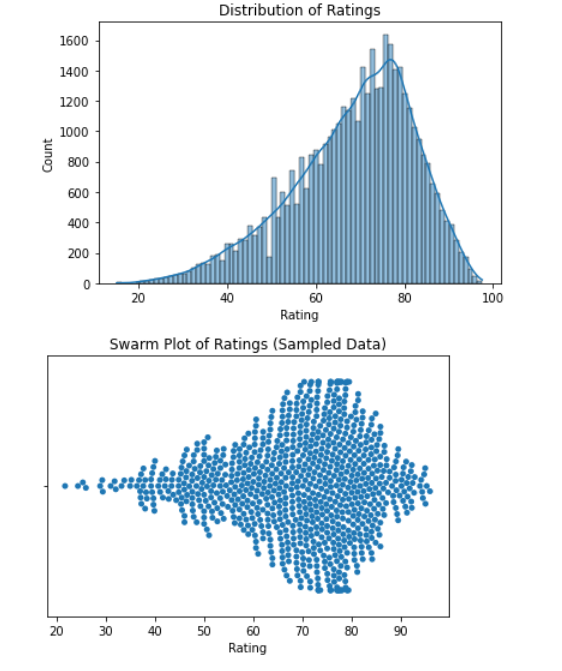 Distribution of Ratings
1600
1400
1200
1000
800
600
400
200
0
Count
20 40 60 80 100
Rating
Swarm Plot of Ratings (Sampled Data)
20 30 40 50 60 70 80 90
Rating